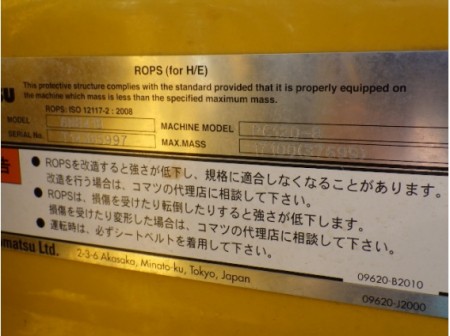 ROPS (for H/E)
This protective structure complies with the standard provided that it is properly equipped on
the machine which mass is less than the specified maximum mass.
ROPS: ISO 12117-2 : 2008
MODEL MACHINE MODEL
SERIAL No. MAX.MASS
● ROPSを改造すると強さが低下し、規格に適合しなくなることがあります。
改造を行う場合は、コマツの代理店に相談して下さい。
● ROPSは、損傷を受けたり転倒したりすると強さが低下します。
損傷を受けたり変形した場合は、コマツの代理店に相談して下さい。
● 運転時は、必ずシートベルトを着用して下さい。
omatsu Ltd. 2-3-6 Akasaka, Minato-ku, Tokyo, Japan
09620-B2010
09620-J2000